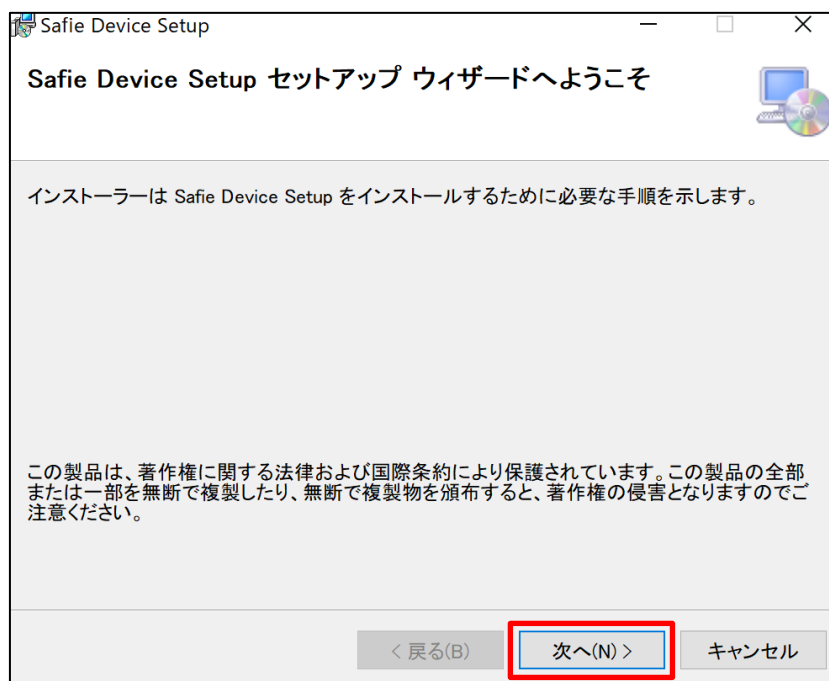 Safie Device Setup
Safie Device Setup セットアップ ウィザードへようこそ
インストーラーは Safie Device Setup をインストールするために必要な手順を示します。
この製品は、著作権に関する法律および国際条約により保護されています。この製品の全部
または一部を無断で複製したり、無断で複製物を頒布すると、著作権の侵害となりますのでご
注意ください。
< 戻る(B) 次へ(N) > キャンセル